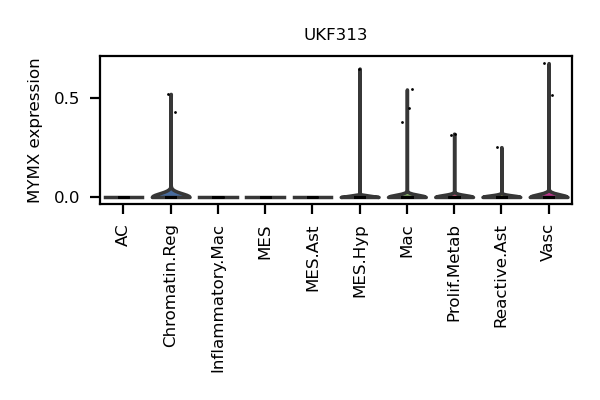 UKF313
MYMX expression
0.5
0.0
AC
Chromatin.Reg
Inflammatory.Mac
MES
MES.Ast
MES.Hyp
Mac
Prolif.Metab
Reactive.Ast
Vasc